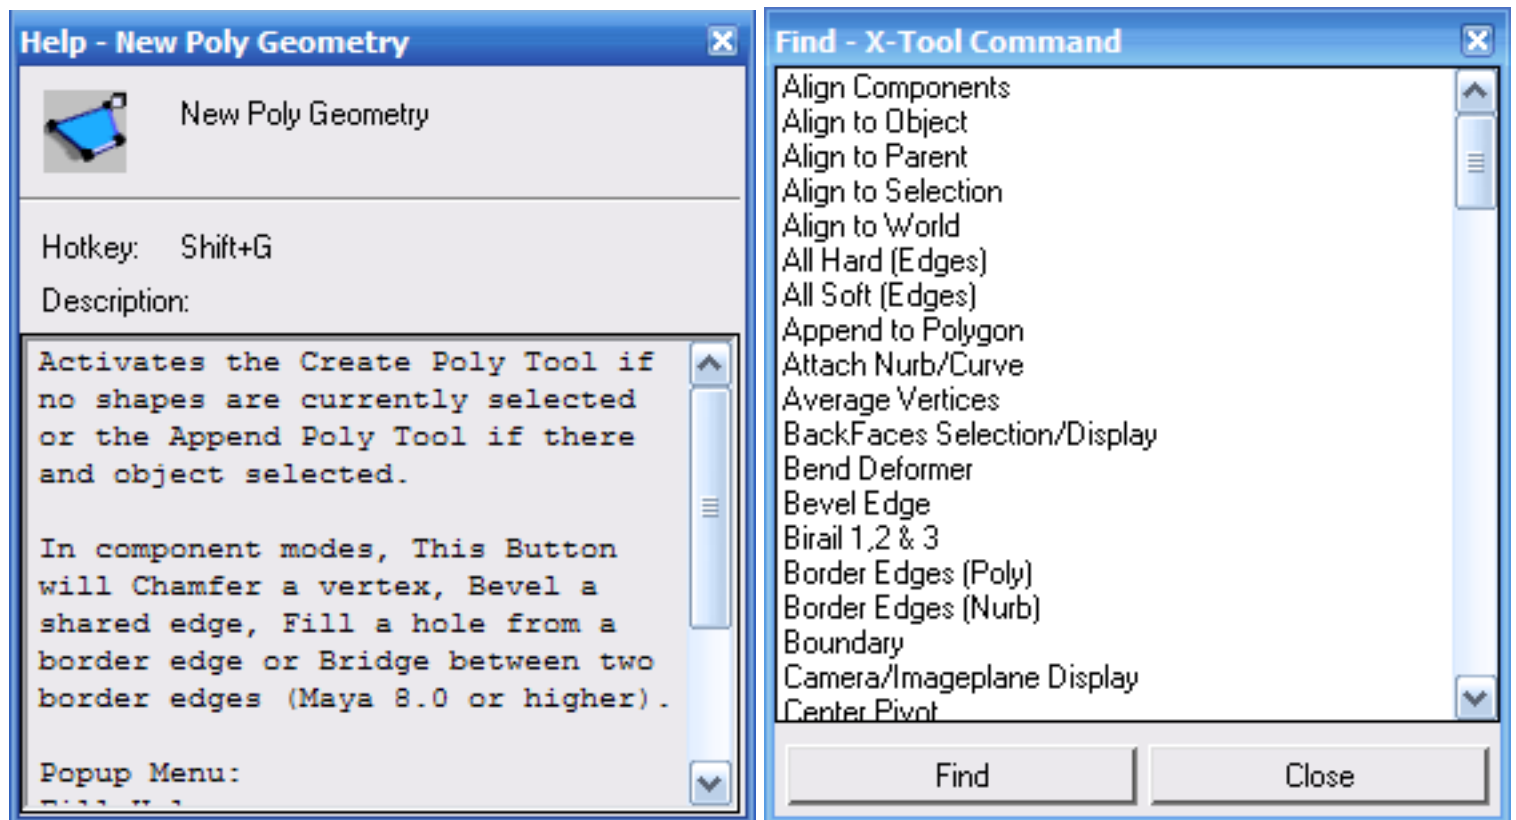 Help - New Poly Geometry
New Poly Geometry
Hotkey: Shift+G
Description:
Activates the Create Poly Tool if
no shapes are currently selected
or the Append Poly Tool if there
and object selected.
In component modes, This Button
will Chamfer a vertex, Bevel a
shared edge, Fill a hole from a
border edge or Bridge between two
border edges (Maya 8.0 or higher).
Popup Menu:
Find - X-Tool Command
Align Components
Align to Object
Align to Parent
Align to Selection
Align to World
All Hard (Edges)
All Soft (Edges)
Append to Polygon
Attach Nurb/Curve
Average Vertices
BackFaces Selection/Display
Bend Deformer
Bevel Edge
Birail 1,2 & 3
Border Edges (Poly)
Border Edges (Nurb)
Boundary
Camera/Imageplane Display
Center Pivot
Find
Close